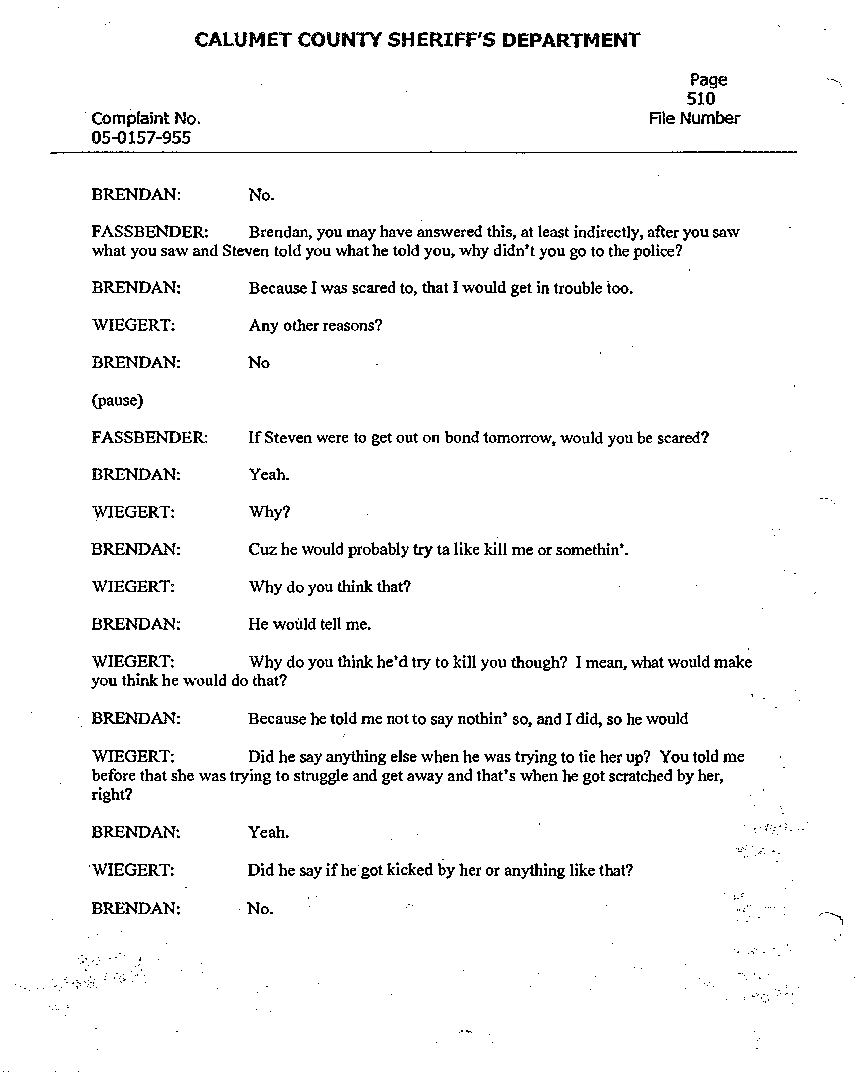 CALUMET COUNTY SHERIFF'S DEPARTMENT
Page
510
Complaint No.
File Number
05-0157-955
BRENDAN: No.
FASSBENDER: Brendan, you may have answered this, at least indirectly, after you saw
what you saw and Steven told you what he told you, why didn't you go to the police?
BRENDAN: Because I was scared to, that I would get in trouble too.
WIEGERT: Any other reasons?
BRENDAN: No
(pause)
FASSBENDER: If Steven were to get out on bond tomorrow, would you be scared?
BRENDAN: Yeah.
WIEGERT: Why?
BRENDAN: Cuz he would probably try ta like kill me or somethin'.
WIEGERT: Why do you think that?
BRENDAN: He would tell me.
WIEGERT: Why do you think he'd try to kill you though? I mean, what would make
you think he would do that?
BRENDAN: Because he told me not to say nothin' so, and I did, so he would
WIEGERT: Did he say anything else when he was trying to tie her up? You told me
before that she was trying to struggle and get away and that's when he got scratched by her,
right?
BRENDAN: Yeah.
WIEGERT: Did he say if he got kicked by her or anything like that?
BRENDAN: No.